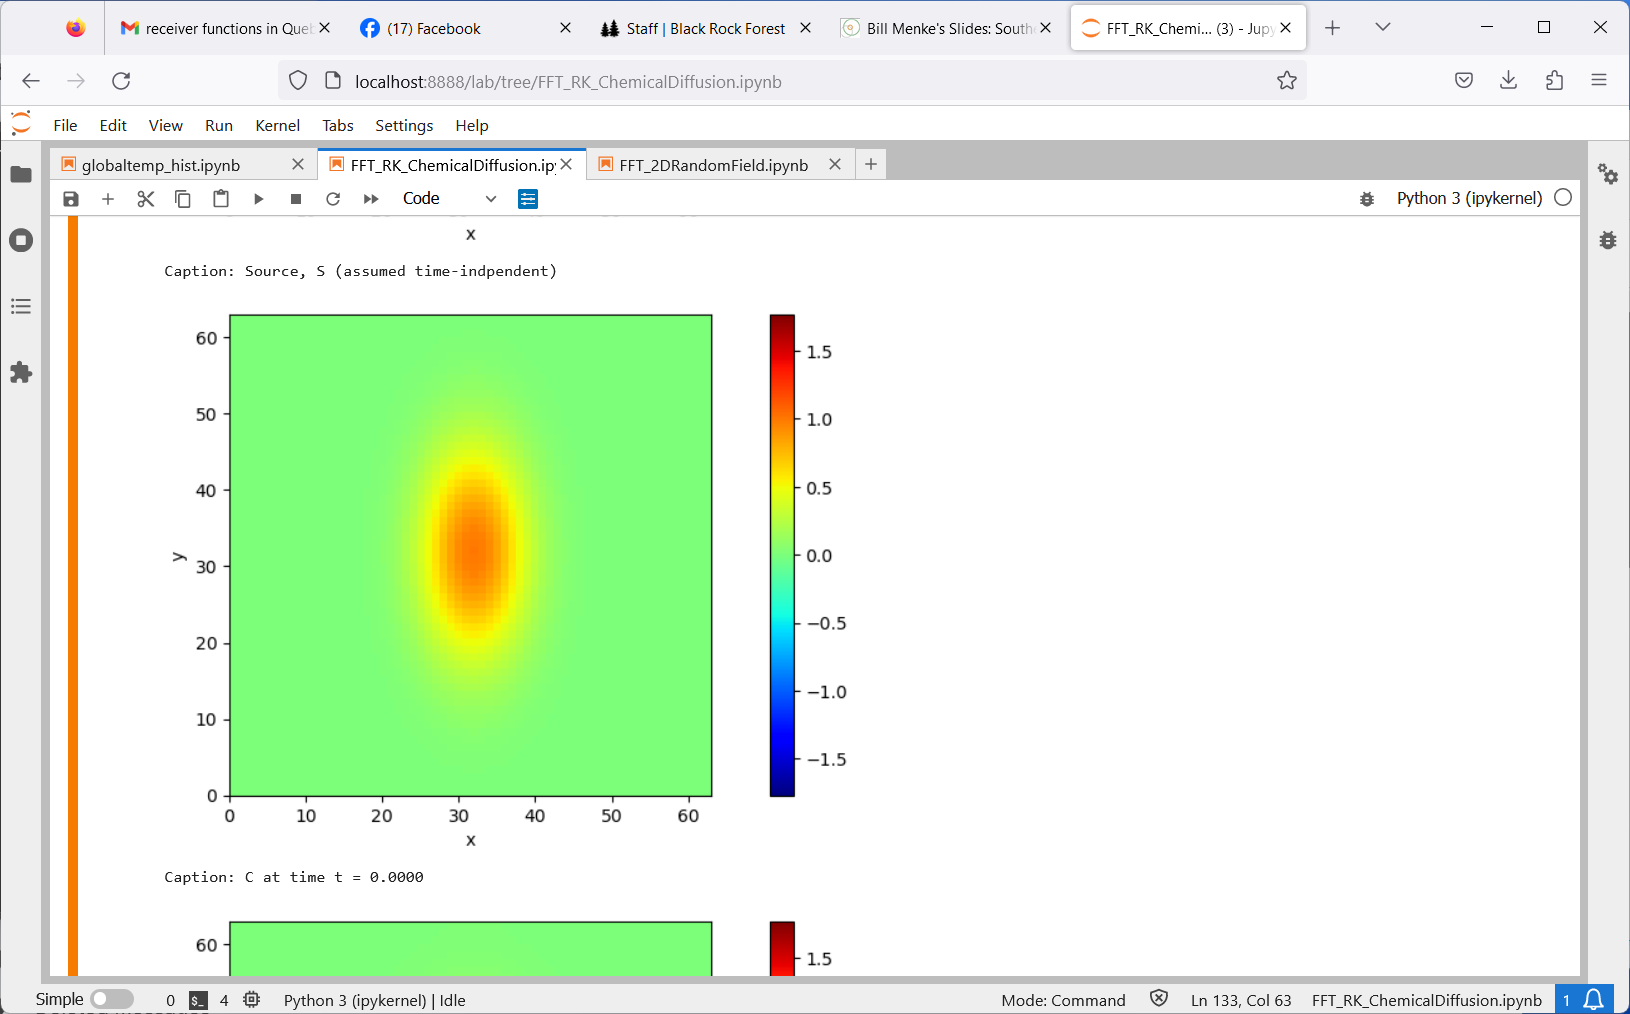 receiver functions in Que
(17) Facebook
Staff | Black Rock Forest
Bill Menke's Slides: South
FFT_RK_Chemi... (3) - Jupy
localhost:8888/lab/tree/FFT_RK_ChemicalDiffusion.ipynb
File Edit View Run Kernel Tabs Settings Help
globaltemp_hist.ipynb
FFT_RK_ChemicalDiffusion.ip
FFT_2DRandomField.ipynb
Code
Python 3 (ipykernel)
x
Caption: Source, S (assumed time-indpendent)
60
50
40
30
20
10
0
y
0 10 20 30 40 50 60
x
1.5
1.0
0.5
0.0
−0.5
−1.0
−1.5
Caption: C at time t = 0.0000
60
1.5
Simple 0 $_ 4 Python 3 (ipykernel) | Idle
Mode: Command Ln 133, Col 63 FFT_RK_ChemicalDiffusion.ipynb 1